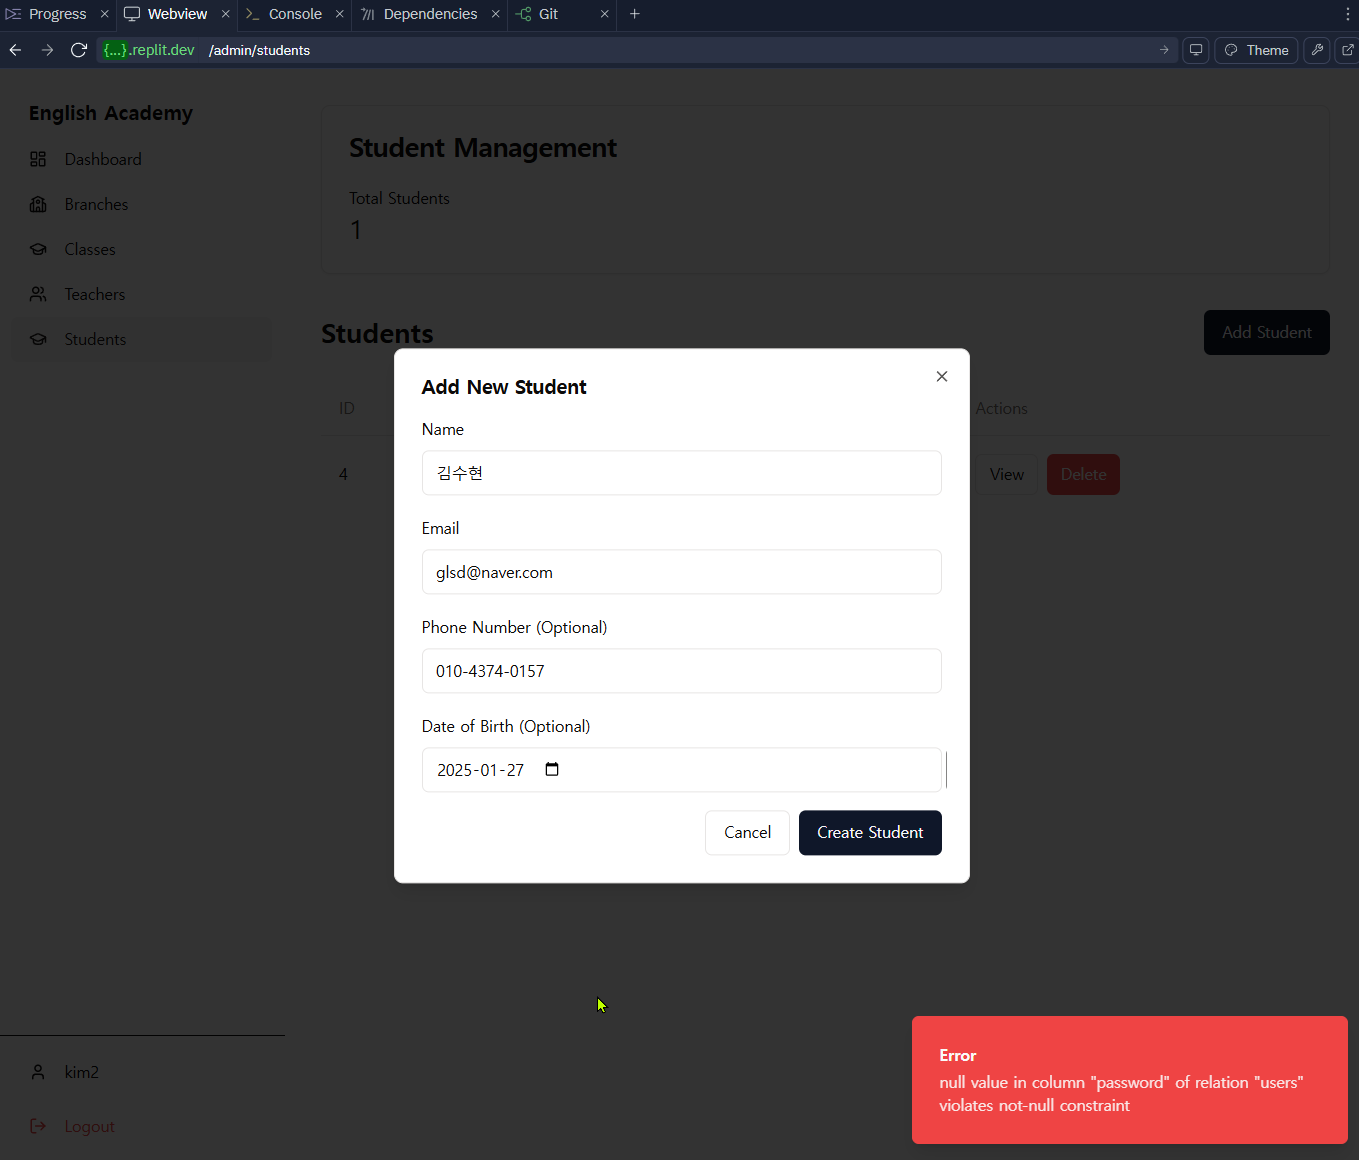 Progress
Webview
Console
Dependencies
Git
{...}.replit.dev /admin/students
Theme
English Academy
Dashboard
Branches
Classes
Teachers
Students
Student Management
Total Students
1
Students
Add Student
ID
Actions
4
View
Delete
Add New Student
Name
김수현
Email
glsd@naver.com
Phone Number (Optional)
010-4374-0157
Date of Birth (Optional)
2025-01-27
Cancel
Create Student
kim2
Logout
Error
null value in column "password" of relation "users"
violates not-null constraint